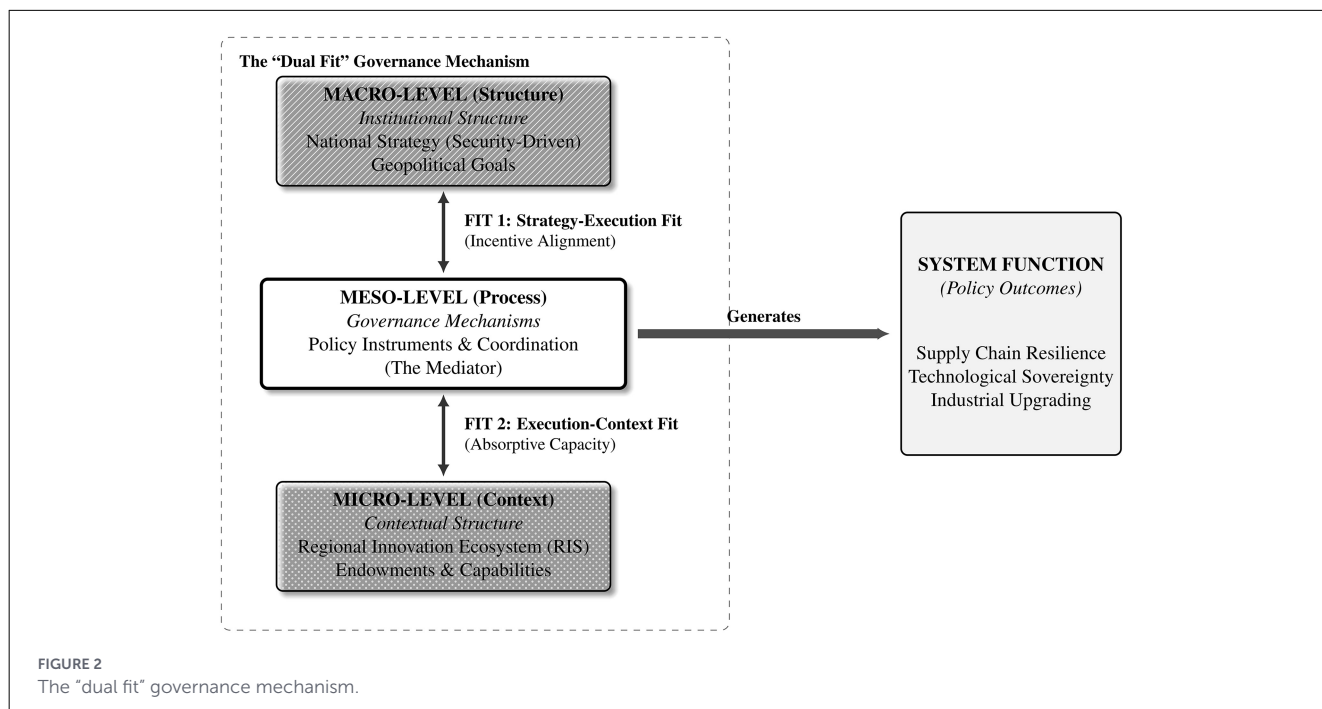 The “Dual Fit” Governance Mechanism
MACRO-LEVEL (Structure)
Institutional Structure
National Strategy (Security-Driven)
Geopolitical Goals
FIT 1: Strategy-Execution Fit
(Incentive Alignment)
MESO-LEVEL (Process)
Governance Mechanisms
Policy Instruments & Coordination
(The Mediator)
Generates
FIT 2: Execution-Context Fit
(Absorptive Capacity)
MICRO-LEVEL (Context)
Contextual Structure
Regional Innovation Ecosystem (RIS)
Endowments & Capabilities
SYSTEM FUNCTION
(Policy Outcomes)
Supply Chain Resilience
Technological Sovereignty
Industrial Upgrading
FIGURE 2
The “dual fit” governance mechanism.